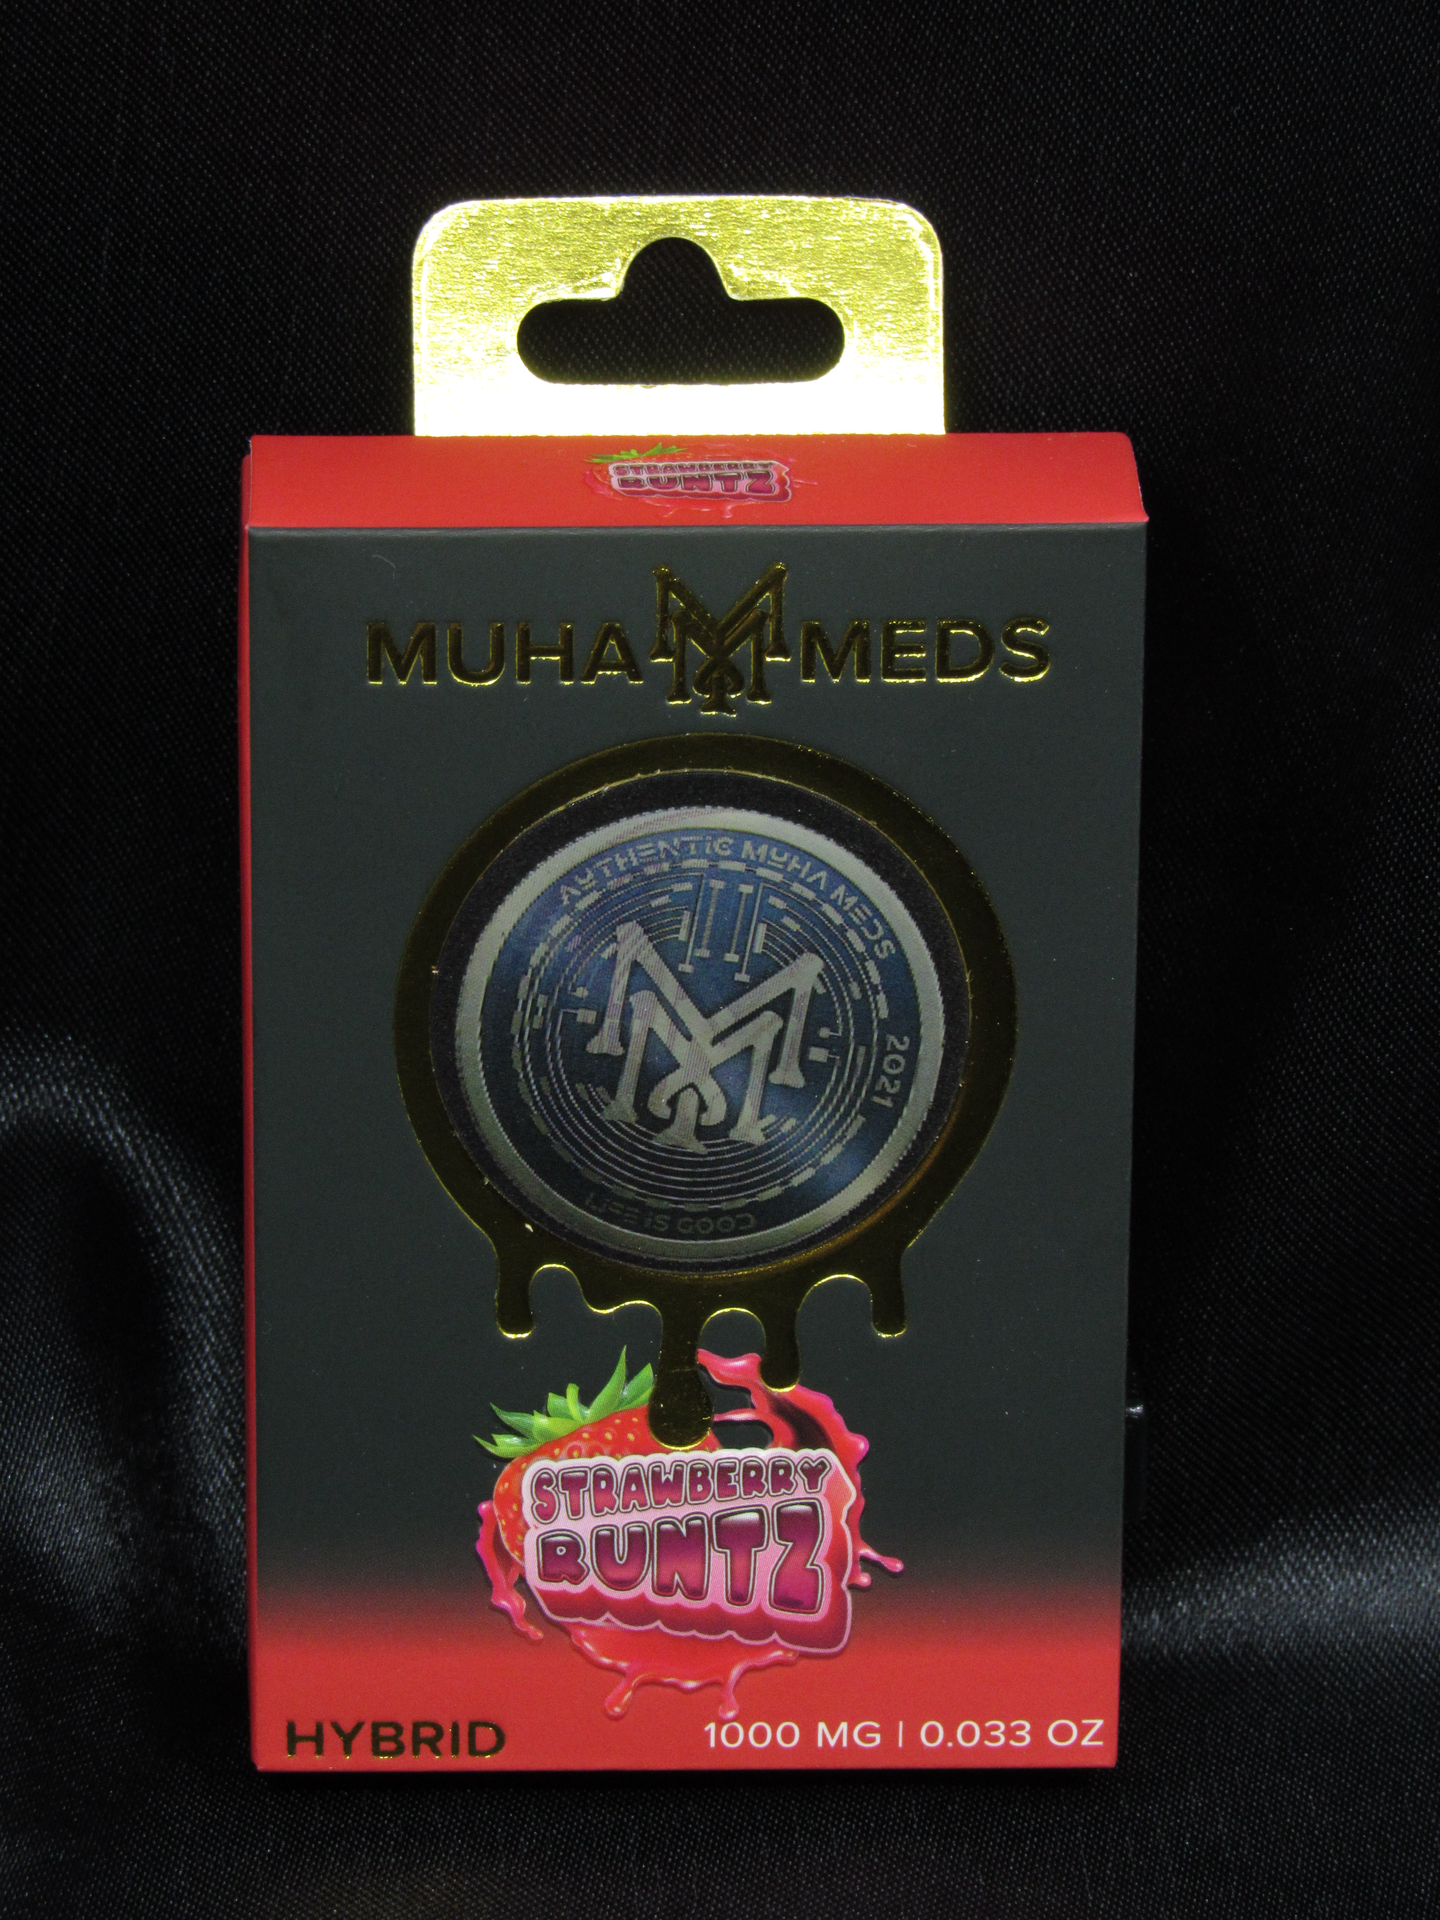 STRAWBERRY
RUNTZ
MUHA MEDS
AUTHENTIC MUHA MEDS
2021
LIFE IS GOOD
STRAWBERRY
RUNTZ
HYBRID
1000 MG | 0.033 OZ